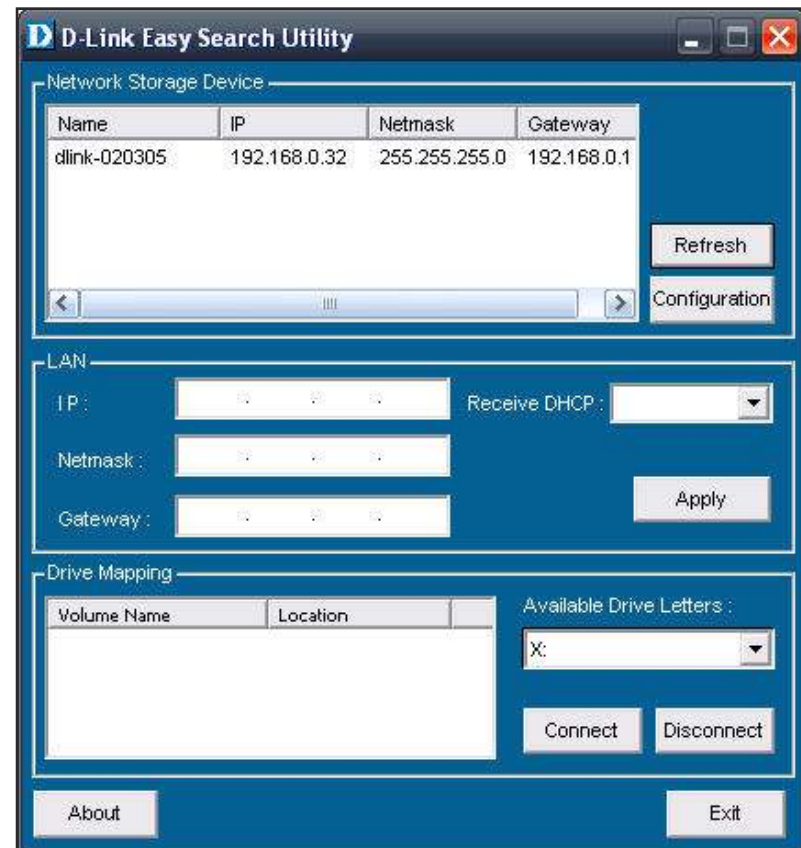 D D-Link Easy Search Utility
Network Storage Device
Name IP Netmask Gateway
dlink-020305 192.168.0.32 255.255.255.0 192.168.0.1
Refresh
Configuration
LAN
IP :
Receive DHCP :
Netmask :
Gateway :
Apply
Drive Mapping
Volume Name Location
Available Drive Letters :
X:
Connect Disconnect
About Exit